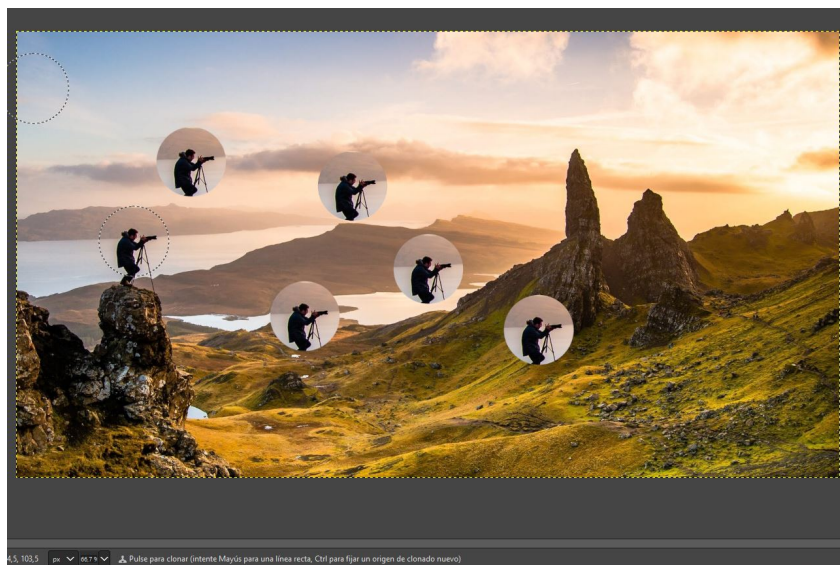 4,5, 103,5 px 66,7 % Pulse para clonar (intente Mayús para una línea recta, Ctrl para fijar un origen de clonado nuevo)